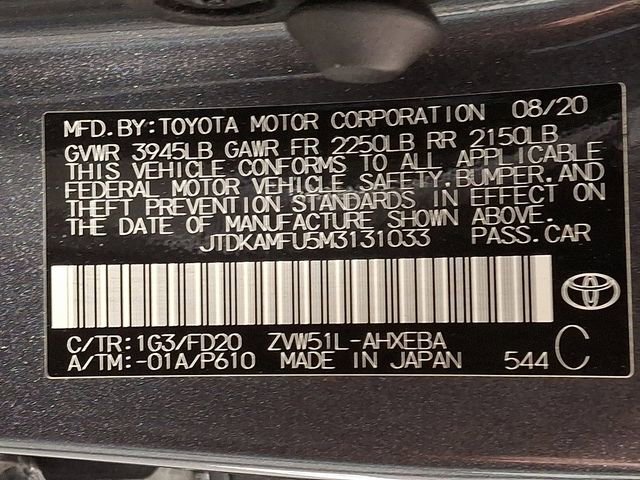 MFD.BY:TOYOTA MOTOR CORPORATION 08/20
GVWR 3945LB GAWR FR 2250LB RR 2150LB
THIS VEHICLE CONFORMS TO ALL APPLICABLE
FEDERAL MOTOR VEHICLE SAFETY,BUMPER,AND
THEFT PREVENTION STANDARDS IN EFFECT ON
THE DATE OF MANUFACTURE SHOWN ABOVE.
JTDKAMFU5M3131033 PASS.CAR
C/TR:1G3/FD20 ZVW51L-AHXEBA
A/TM:-01A/P610 MADE IN JAPAN 544 C